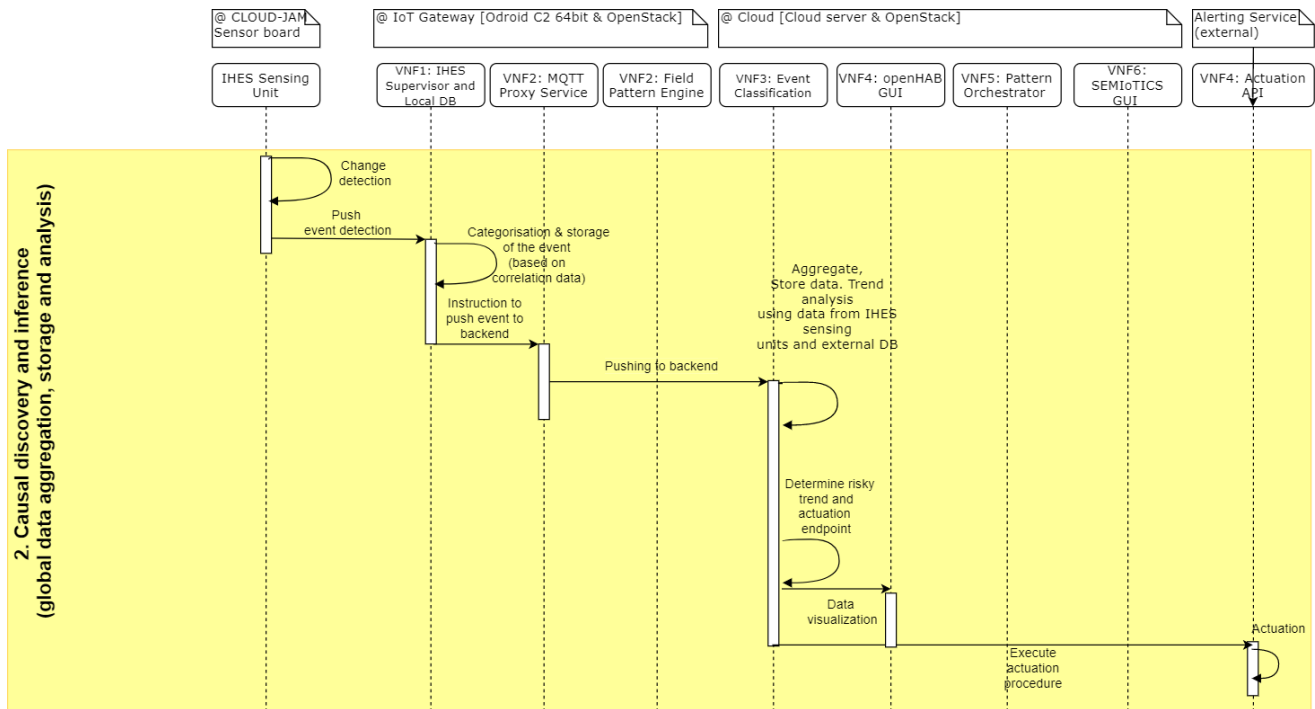 @ CLOUD-JAM
Sensor board
@ IoT Gateway [Odroid C2 64bit & OpenStack]
@ Cloud [Cloud server & OpenStack]
Alerting Service
(external)
IHES Sensing
Unit
VNF1: IHES
Supervisor and
Local DB
VNF2: MQTT
Proxy Service
VNF2: Field
Pattern Engine
VNF3: Event
Classification
VNF4: openHAB
GUI
VNF5: Pattern
Orchestrator
VNF6:
SEMIoTICS
GUI
VNF4: Actuation
API
2. Causal discovery and inference
(global data aggregation, storage and analysis)
Change
detection
Push
event detection
Categorisation & storage
of the event
(based on
correlation data)
Instruction to
push event to
backend
Pushing to backend
Aggregate,
Store data. Trend
analysis
using data from IHES
sensing
units and external DB
Determine risky
trend and
actuation
endpoint
Data
visualization
Execute
actuation
procedure
Actuation